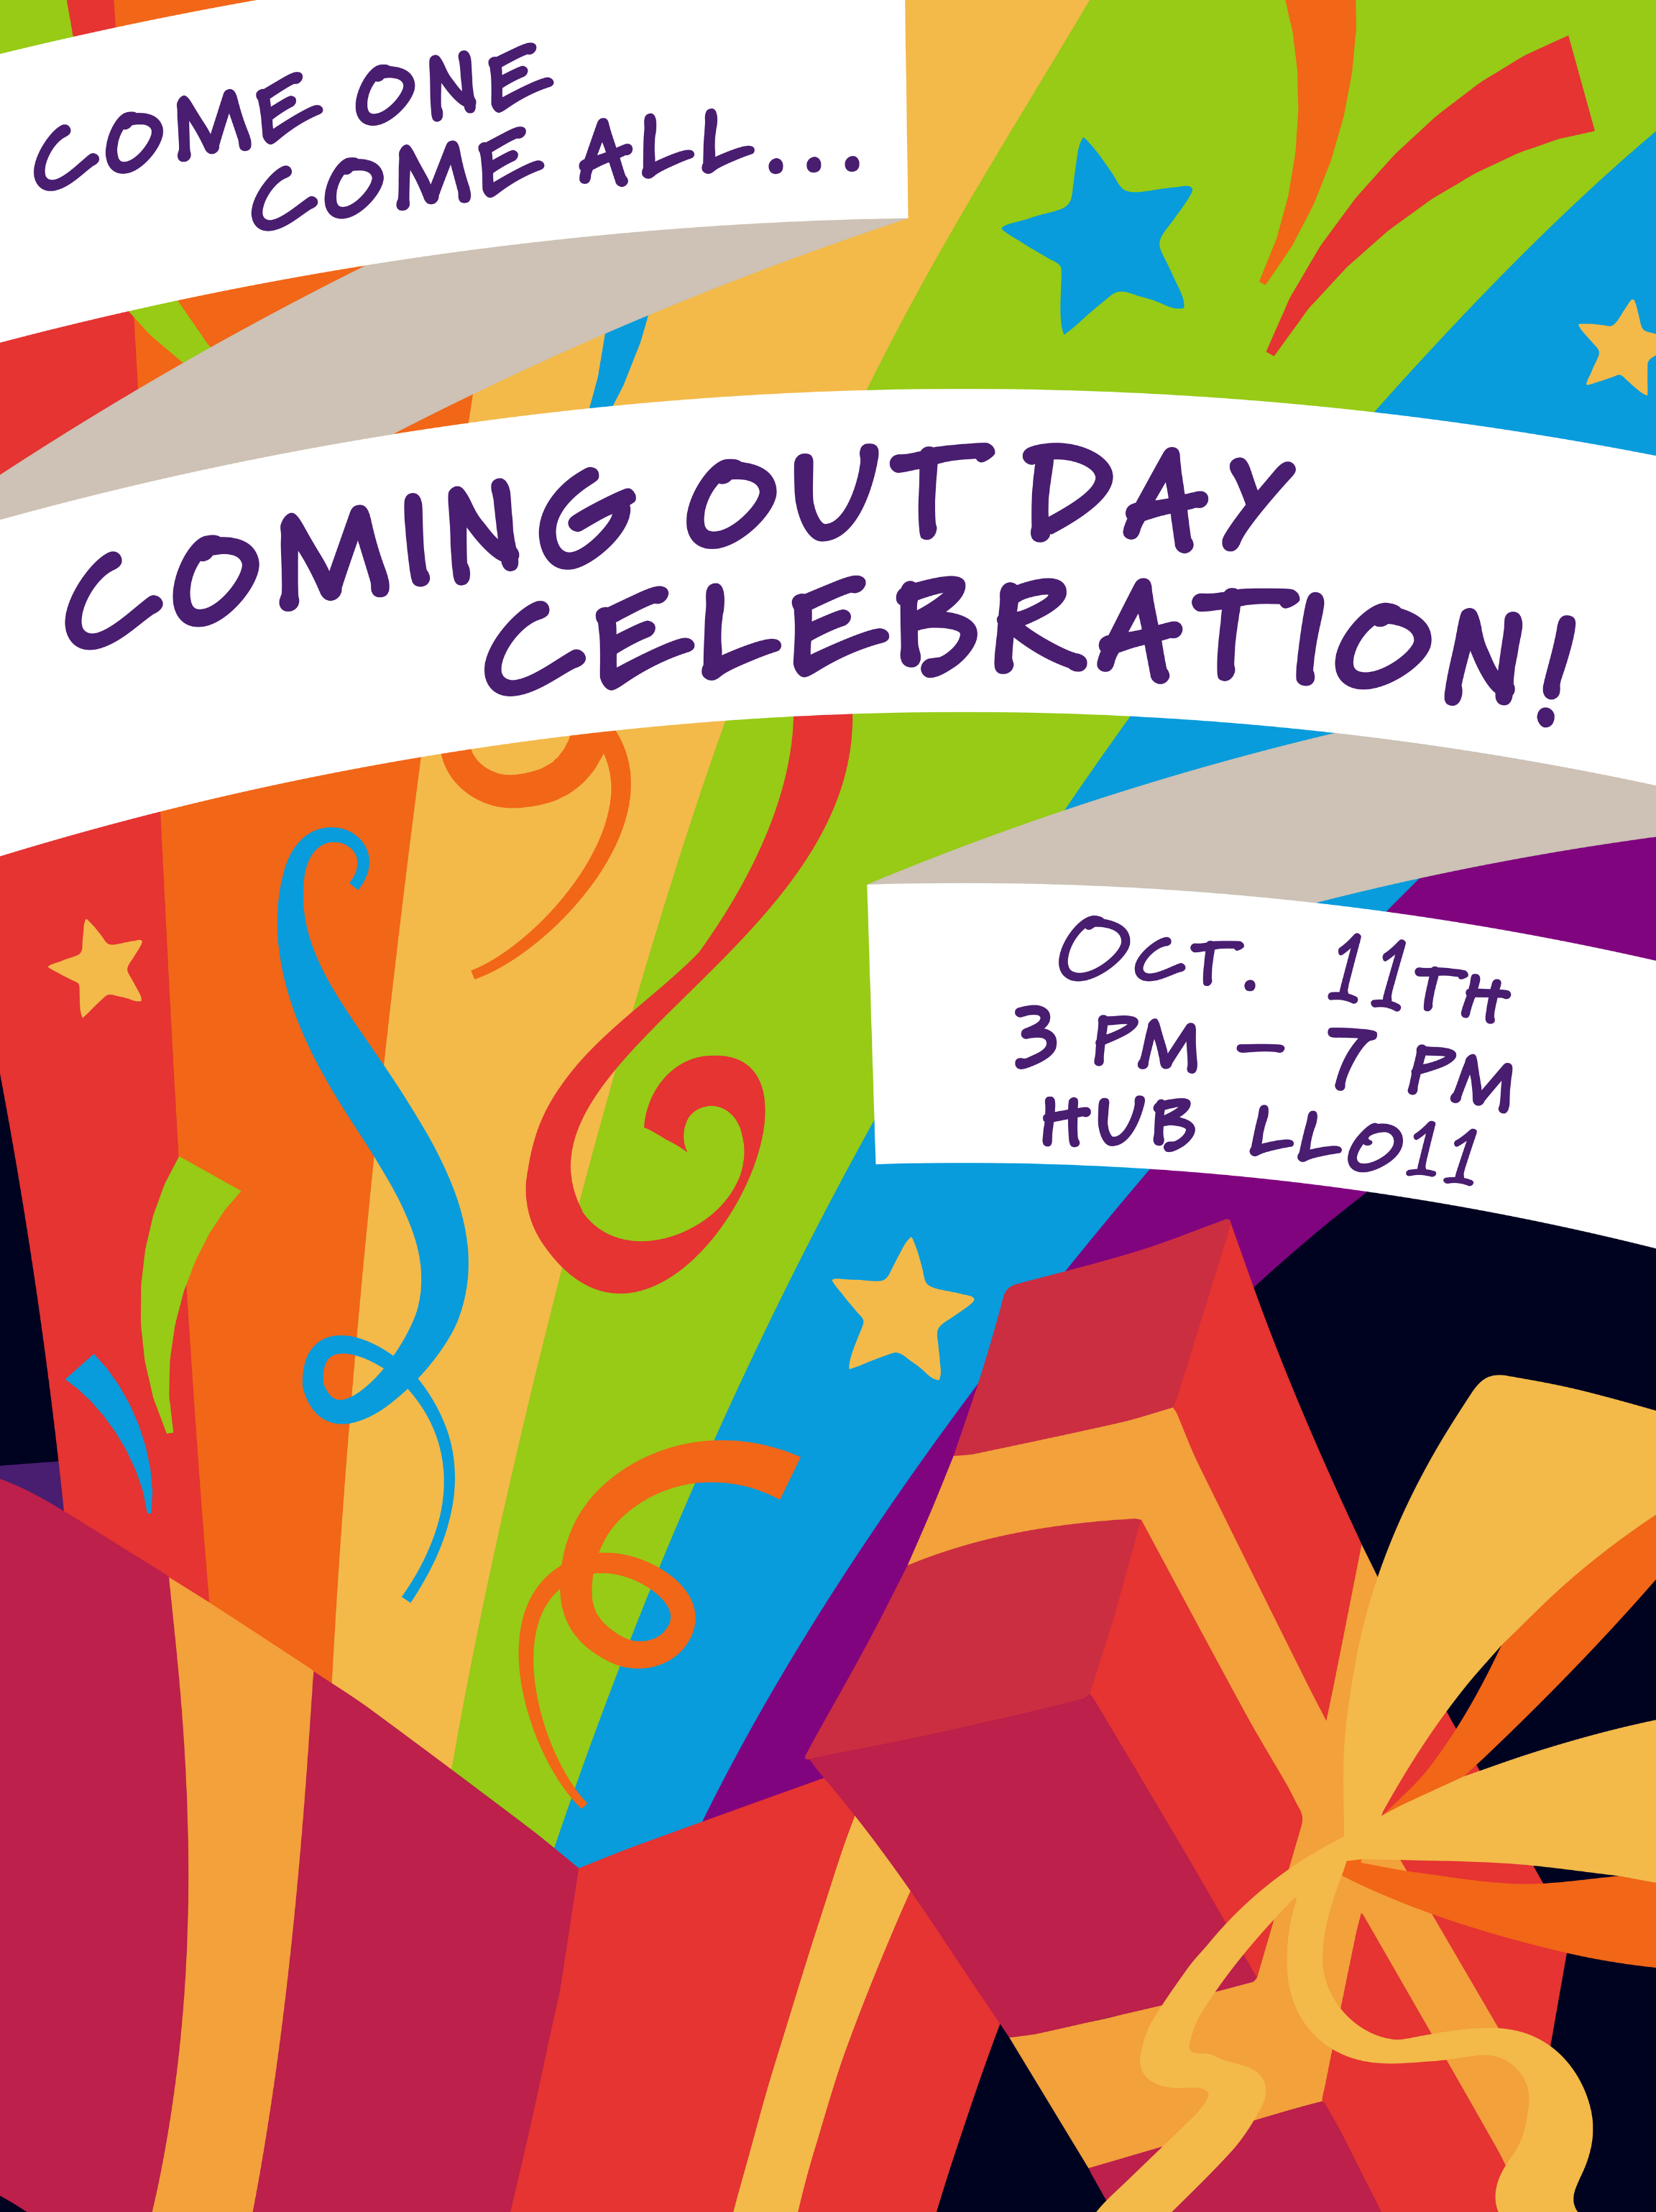 COME ONE
COME ALL...
COMING OUT DAY
CELEBRATION!
OCT. 11TH
3 PM – 7 PM
HUB LL011